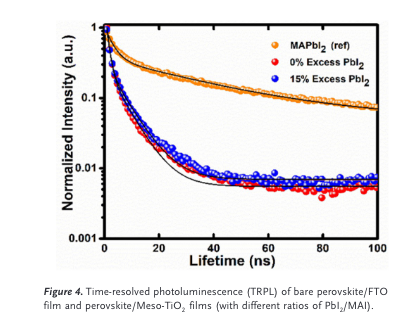 1
0.1
0.01
0.001
Normalized Intensity (a.u.)
MAPbI₂ (ref)
0% Excess PbI₂
15% Excess PbI₂
0 20 40 60 80 100
Lifetime (ns)
Figure 4. Time-resolved photoluminescence (TRPL) of bare perovskite/FTO
film and perovskite/Meso-TiO₂ films (with different ratios of PbI₂/MAI).